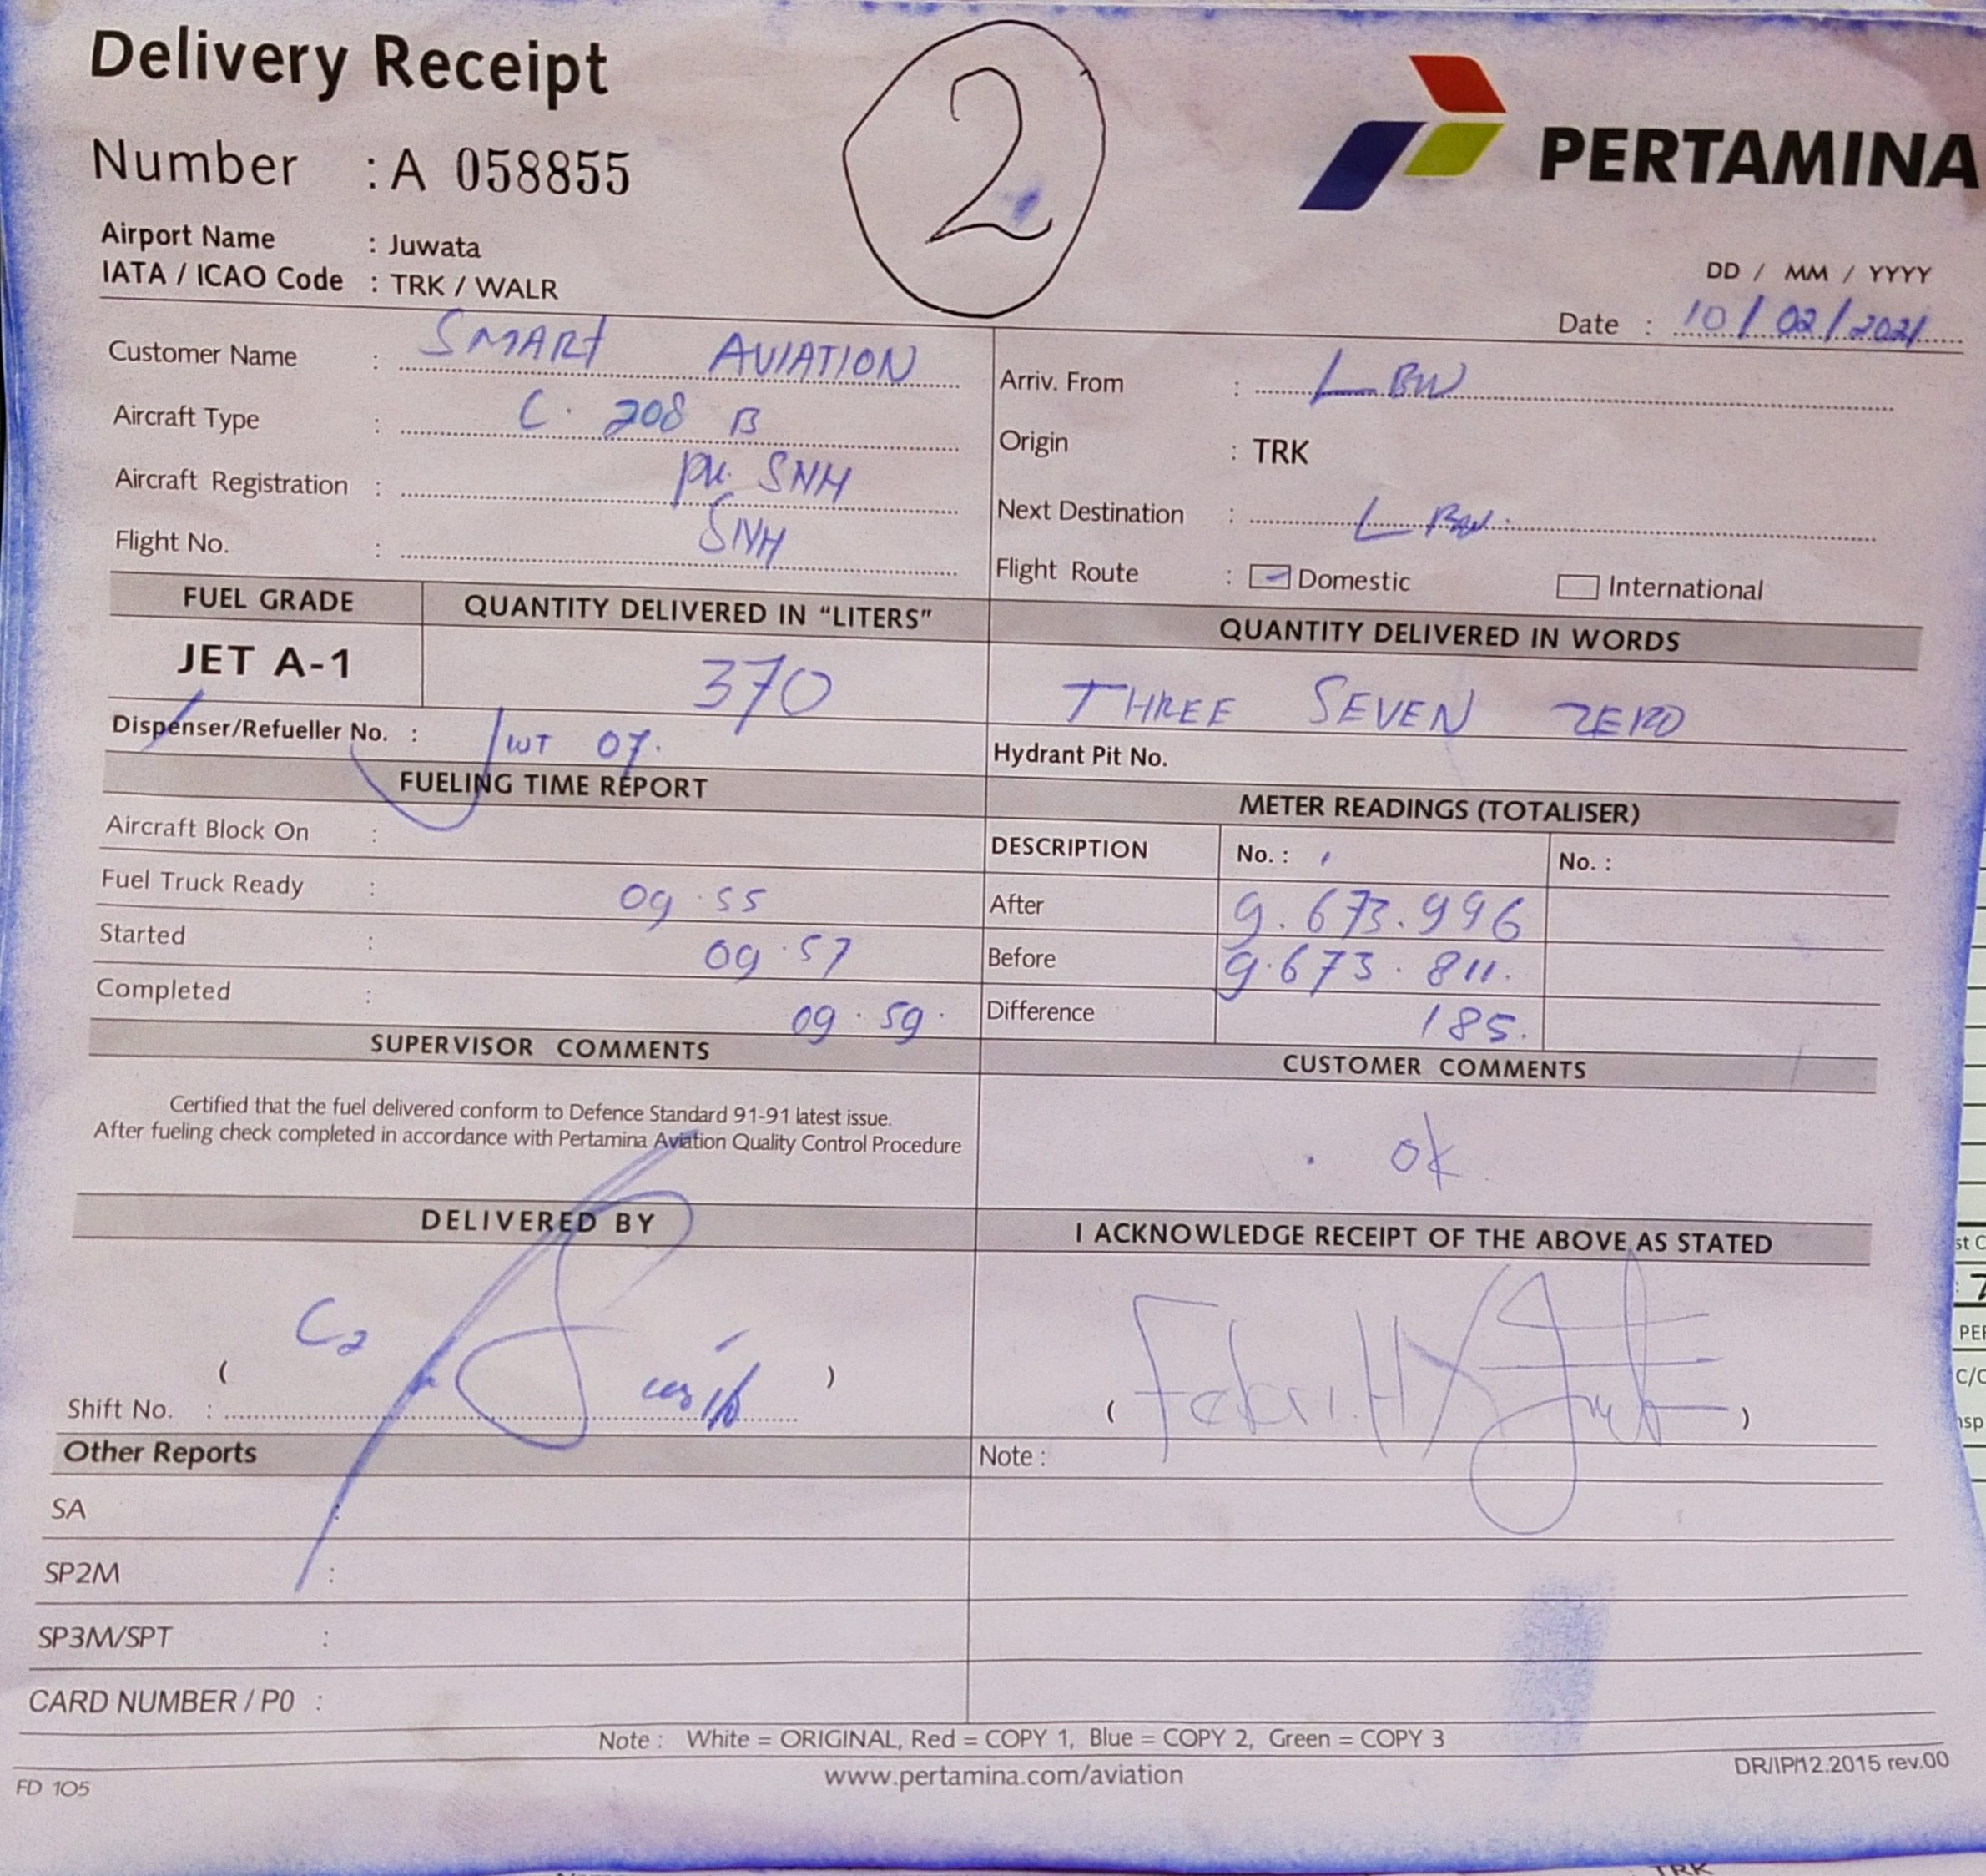 Delivery Receipt
2
PERTAMINA
Number : A 058855
Airport Name : Juwata
IATA / ICAO Code : TRK / WALR
DD / MM / YYYY
Date : 10/02/2021
Customer Name : SMART AVIATION
Arriv. From : LBW
Aircraft Type : C. 208 B
Origin : TRK
Aircraft Registration : PK. SNH
Next Destination : LBW.
Flight No. : SNH
Flight Route : Domestic International
FUEL GRADE QUANTITY DELIVERED IN "LITERS" QUANTITY DELIVERED IN WORDS
JET A-1 370 THREE SEVEN ZERO
Dispenser/Refueller No. : WT 07.
Hydrant Pit No.
FUELING TIME REPORT METER READINGS (TOTALISER)
Aircraft Block On :
DESCRIPTION No. : No. :
Fuel Truck Ready : 09.55
After 9.673.996
Started : 09.57
Before 9.673.811.
Completed : 09.59.
Difference 185.
SUPERVISOR COMMENTS CUSTOMER COMMENTS
Certified that the fuel delivered conform to Defence Standard 91-91 latest issue.
After fueling check completed in accordance with Pertamina Aviation Quality Control Procedure
ok
DELIVERED BY I ACKNOWLEDGE RECEIPT OF THE ABOVE AS STATED
( )
( )
Shift No. :
Other Reports Note :
SA :
SP2M :
SP3M/SPT :
CARD NUMBER / P0 :
Note : White = ORIGINAL, Red = COPY 1, Blue = COPY 2, Green = COPY 3
www.pertamina.com/aviation
FD 105 DR/IP/12.2015 rev.00
TRK